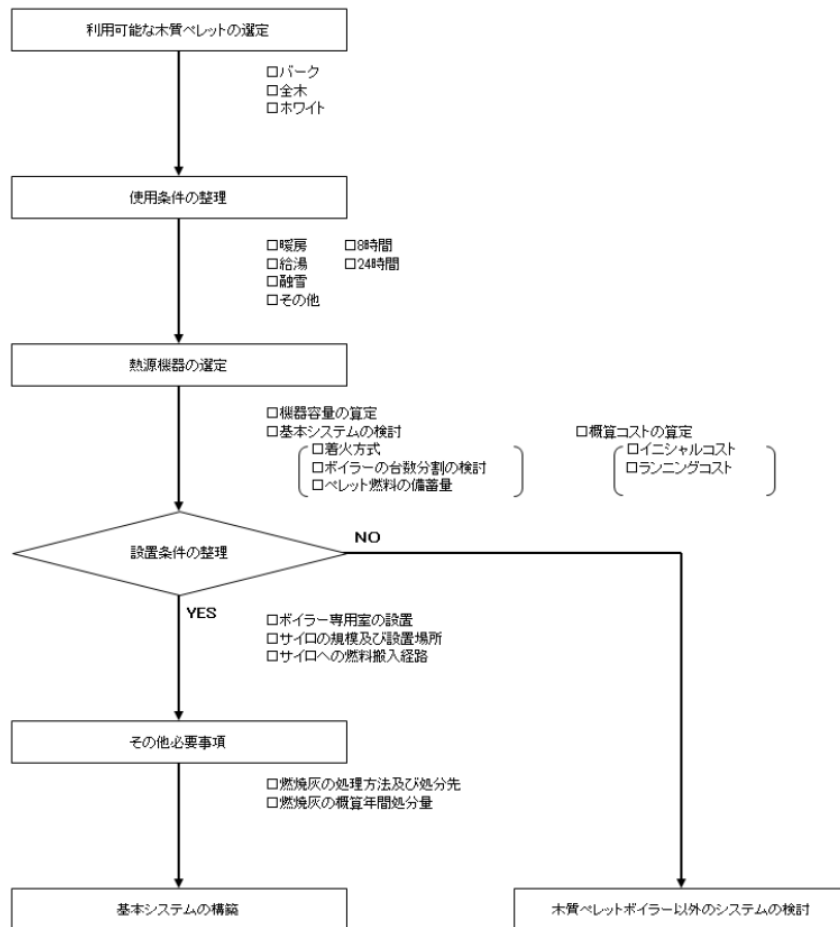 利用可能な木質ペレットの選定
□バーク
□全木
□ホワイト
使用条件の整理
□暖房 □8時間
□給湯 □24時間
□融雪
□その他
熱源機器の選定
□機器容量の算定
□基本システムの検討 □概算コストの算定
□着火方式 □イニシャルコスト
□ボイラーの台数分割の検討 □ランニングコスト
□ペレット燃料の備蓄量
設置条件の整理
NO
YES
□ボイラー専用室の設置
□サイロの規模及び設置場所
□サイロへの燃料搬入経路
その他必要事項
□燃焼灰の処理方法及び処分先
□燃焼灰の概算年間処分量
基本システムの構築
木質ペレットボイラー以外のシステムの検討